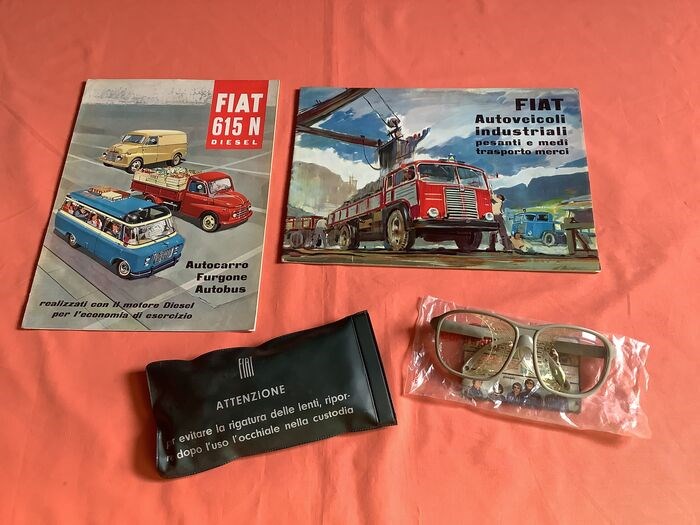 FIAT
615 N
DIESEL
Autocarro
Furgone
Autobus
realizzati con il motore Diesel
per l'economia di esercizio
FIAT
Autoveicoli
industriali
pesanti e medi
trasporto merci
FIAT
ATTENZIONE
evitare la rigatura delle lenti, ripor-
dopo l'uso l'occhiale nella custodia